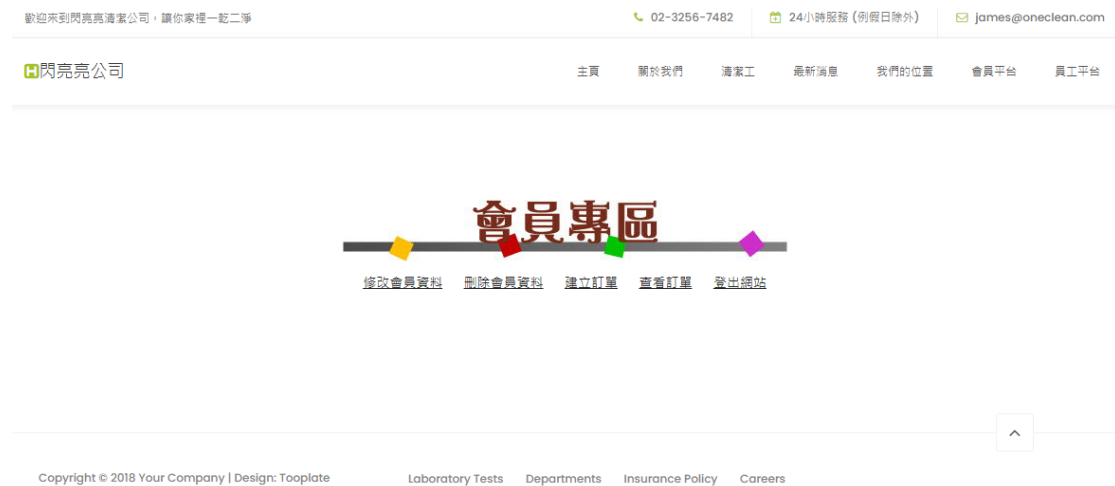 歡迎來到閃亮亮清潔公司，讓你家裡一乾二淨 02-3256-7482 24小時服務 (例假日除外) james@oneclean.com
H閃亮亮公司 主頁 關於我們 清潔工 最新消息 我們的位置 會員平台 員工平台
會員專區
修改會員資料 刪除會員資料 建立訂單 查看訂單 登出網站
Copyright © 2018 Your Company | Design: Tooplate Laboratory Tests Departments Insurance Policy Careers